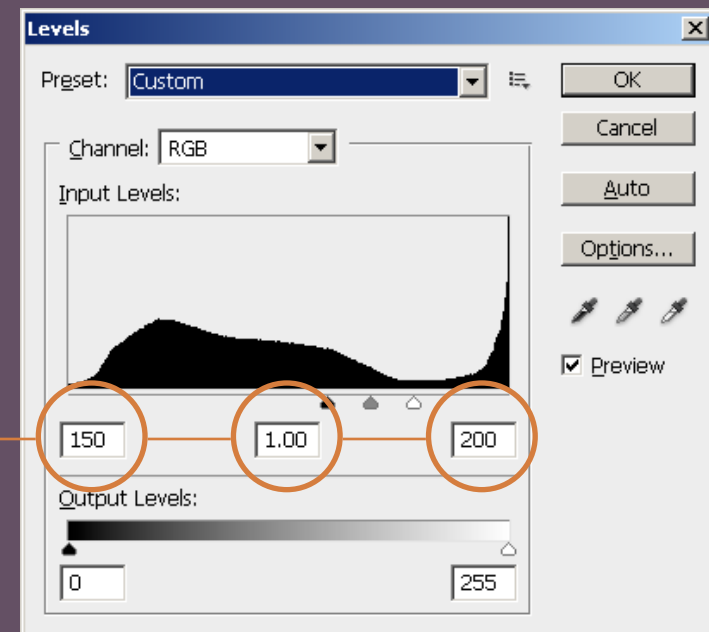 Levels
Preset: Custom
OK
Cancel
Channel: RGB
Auto
Input Levels:
Options...
Preview
150 1.00 200
Output Levels:
0 255